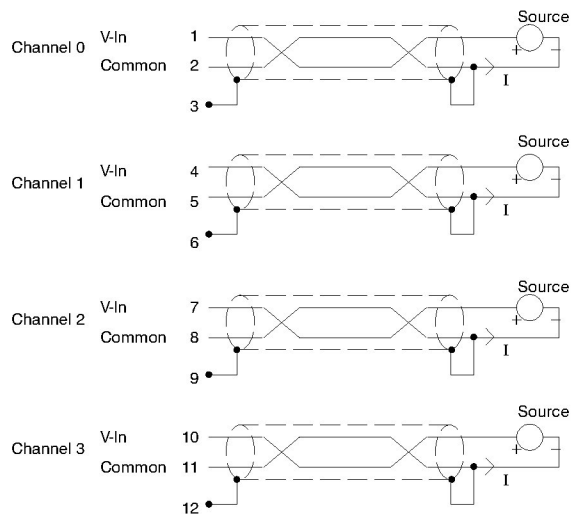 Source
V-In 1
Channel 0
+ −
Common 2
I
3
Source
V-In 4
Channel 1
+ −
Common 5
I
6
Source
V-In 7
Channel 2
+ −
Common 8
I
9
Source
V-In 10
Channel 3
+ −
Common 11
I
12